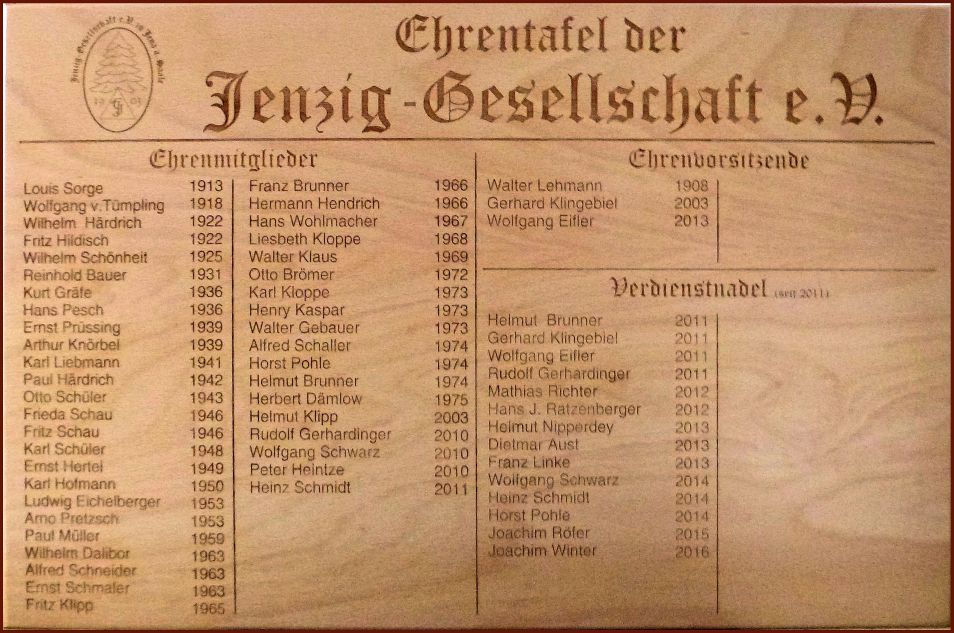 Jenzig-Gesellschaft e.V. in Jena a. Saale
1903
Ehrentafel der
Jenzig-Gesellschaft e. V.
Ehrenmitglieder
Louis Sorge 1913
Wolfgang v.Tümpling 1918
Wilhelm Härdrich 1922
Fritz Hildisch 1922
Wilhelm Schönheit 1925
Reinhold Bauer 1931
Kurt Gräfe 1936
Hans Pesch 1936
Ernst Prüssing 1939
Arthur Knörbel 1939
Karl Liebmann 1941
Paul Härdrich 1942
Otto Schüler 1943
Frieda Schau 1946
Fritz Schau 1946
Karl Schüler 1948
Ernst Hertel 1949
Karl Hofmann 1950
Ludwig Eichelberger 1953
Arno Pretzsch 1953
Paul Müller 1959
Wilhelm Dalibor 1963
Alfred Schneider 1963
Ernst Schmaler 1963
Fritz Klipp 1965
Franz Brunner 1966
Hermann Hendrich 1966
Hans Wohlmacher 1967
Liesbeth Kloppe 1968
Walter Klaus 1969
Otto Brömer 1972
Karl Kloppe 1973
Henry Kaspar 1973
Walter Gebauer 1973
Alfred Schaller 1974
Horst Pohle 1974
Helmut Brunner 1974
Herbert Dämlow 1975
Helmut Klipp 2003
Rudolf Gerhardinger 2010
Wolfgang Schwarz 2010
Peter Heintze 2010
Heinz Schmidt 2011
Ehrenvorsitzende
Walter Lehmann 1908
Gerhard Klingebiel 2003
Wolfgang Eifler 2013
Verdienstnadel (seit 2011)
Helmut Brunner 2011
Gerhard Klingebiel 2011
Wolfgang Eifler 2011
Rudolf Gerhardinger 2011
Mathias Richter 2012
Hans J. Ratzenberger 2012
Helmut Nipperdey 2013
Dietmar Aust 2013
Franz Linke 2013
Wolfgang Schwarz 2014
Heinz Schmidt 2014
Horst Pohle 2014
Joachim Röfer 2015
Joachim Winter 2016